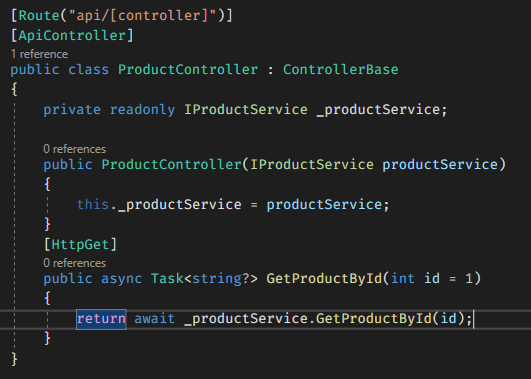 [Route("api/[controller]")]
[ApiController]
1 reference
public class ProductController : ControllerBase
{
private readonly IProductService _productService;
0 references
public ProductController(IProductService productService)
{
this._productService = productService;
}
[HttpGet]
0 references
public async Task<string?> GetProductById(int id = 1)
{
return await _productService.GetProductById(id);
}
}